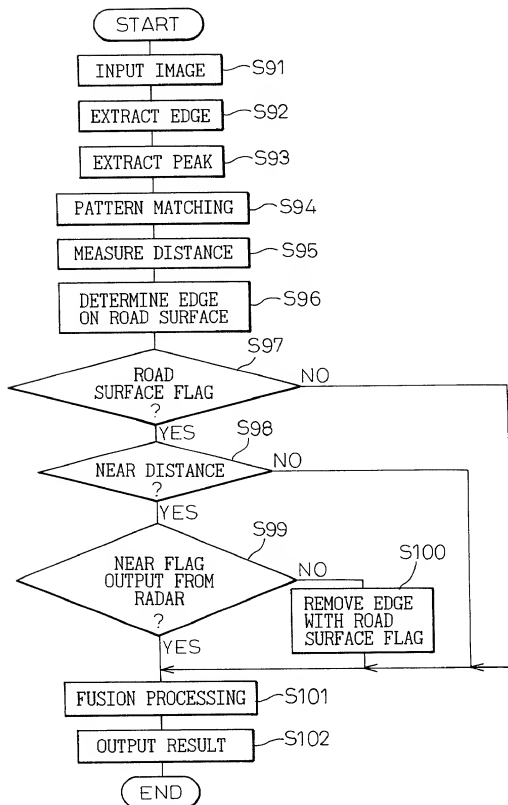 START
INPUT IMAGE
S91
EXTRACT EDGE
S92
EXTRACT PEAK
S93
PATTERN MATCHING
S94
MEASURE DISTANCE
S95
DETERMINE EDGE
ON ROAD SURFACE
S96
S97
ROAD
SURFACE FLAG
?
NO
YES
S98
NEAR DISTANCE
?
NO
YES
S99
NEAR FLAG
OUTPUT FROM
RADAR
?
NO
YES
S100
REMOVE EDGE
WITH ROAD
SURFACE FLAG
FUSION PROCESSING
S101
OUTPUT RESULT
S102
END